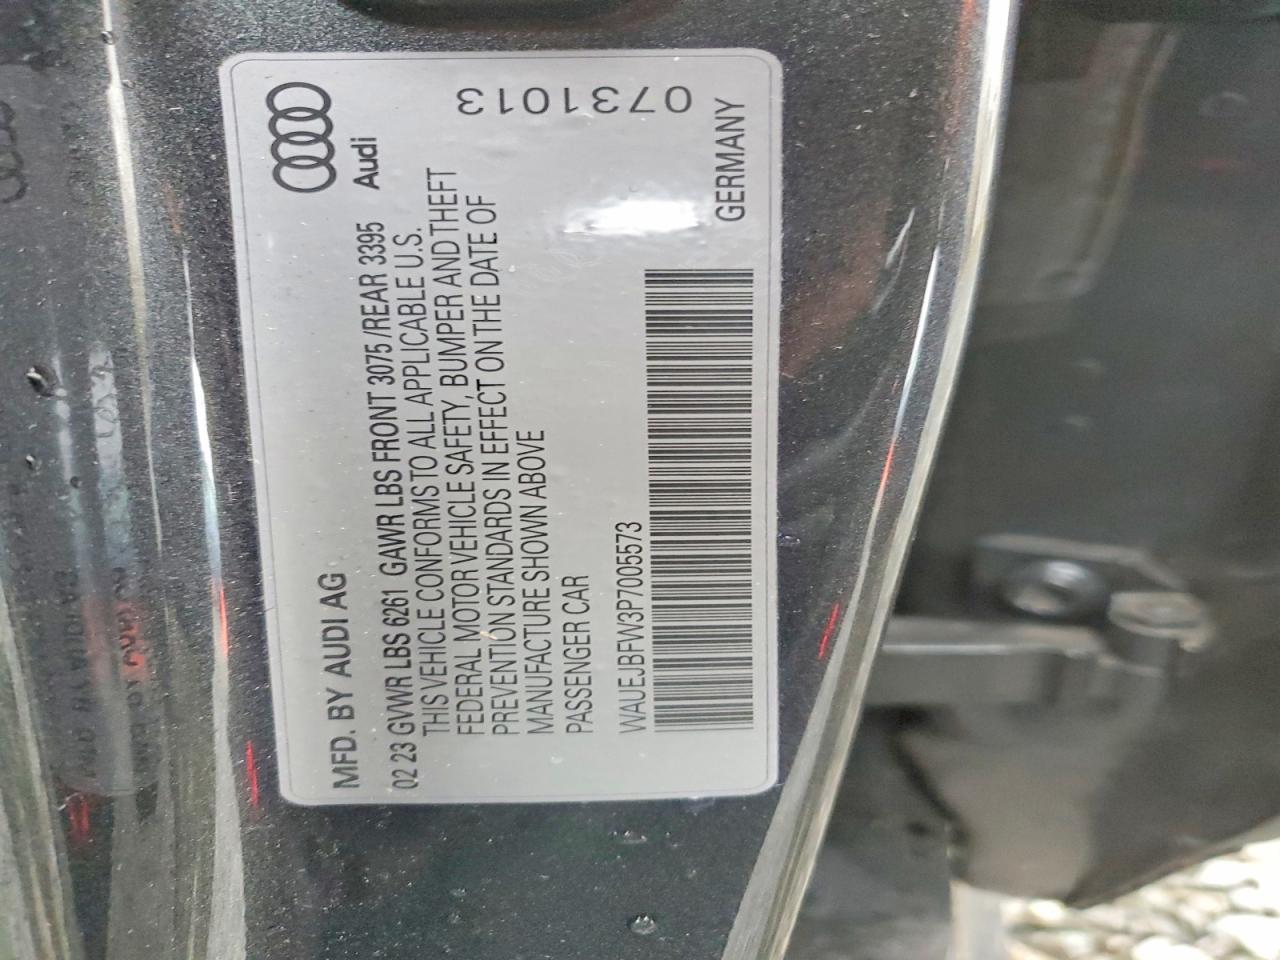 Audi
MFD. BY AUDI AG
02 23 GVWR LBS 6261 GAWR LBS FRONT 3075 /REAR 3395
THIS VEHICLE CONFORMS TO ALL APPLICABLE U.S.
FEDERAL MOTOR VEHICLE SAFETY, BUMPER AND THEFT
PREVENTION STANDARDS IN EFFECT ON THE DATE OF
MANUFACTURE SHOWN ABOVE
PASSENGER CAR
WAUEJBFW3P7005573
GERMANY
0731013